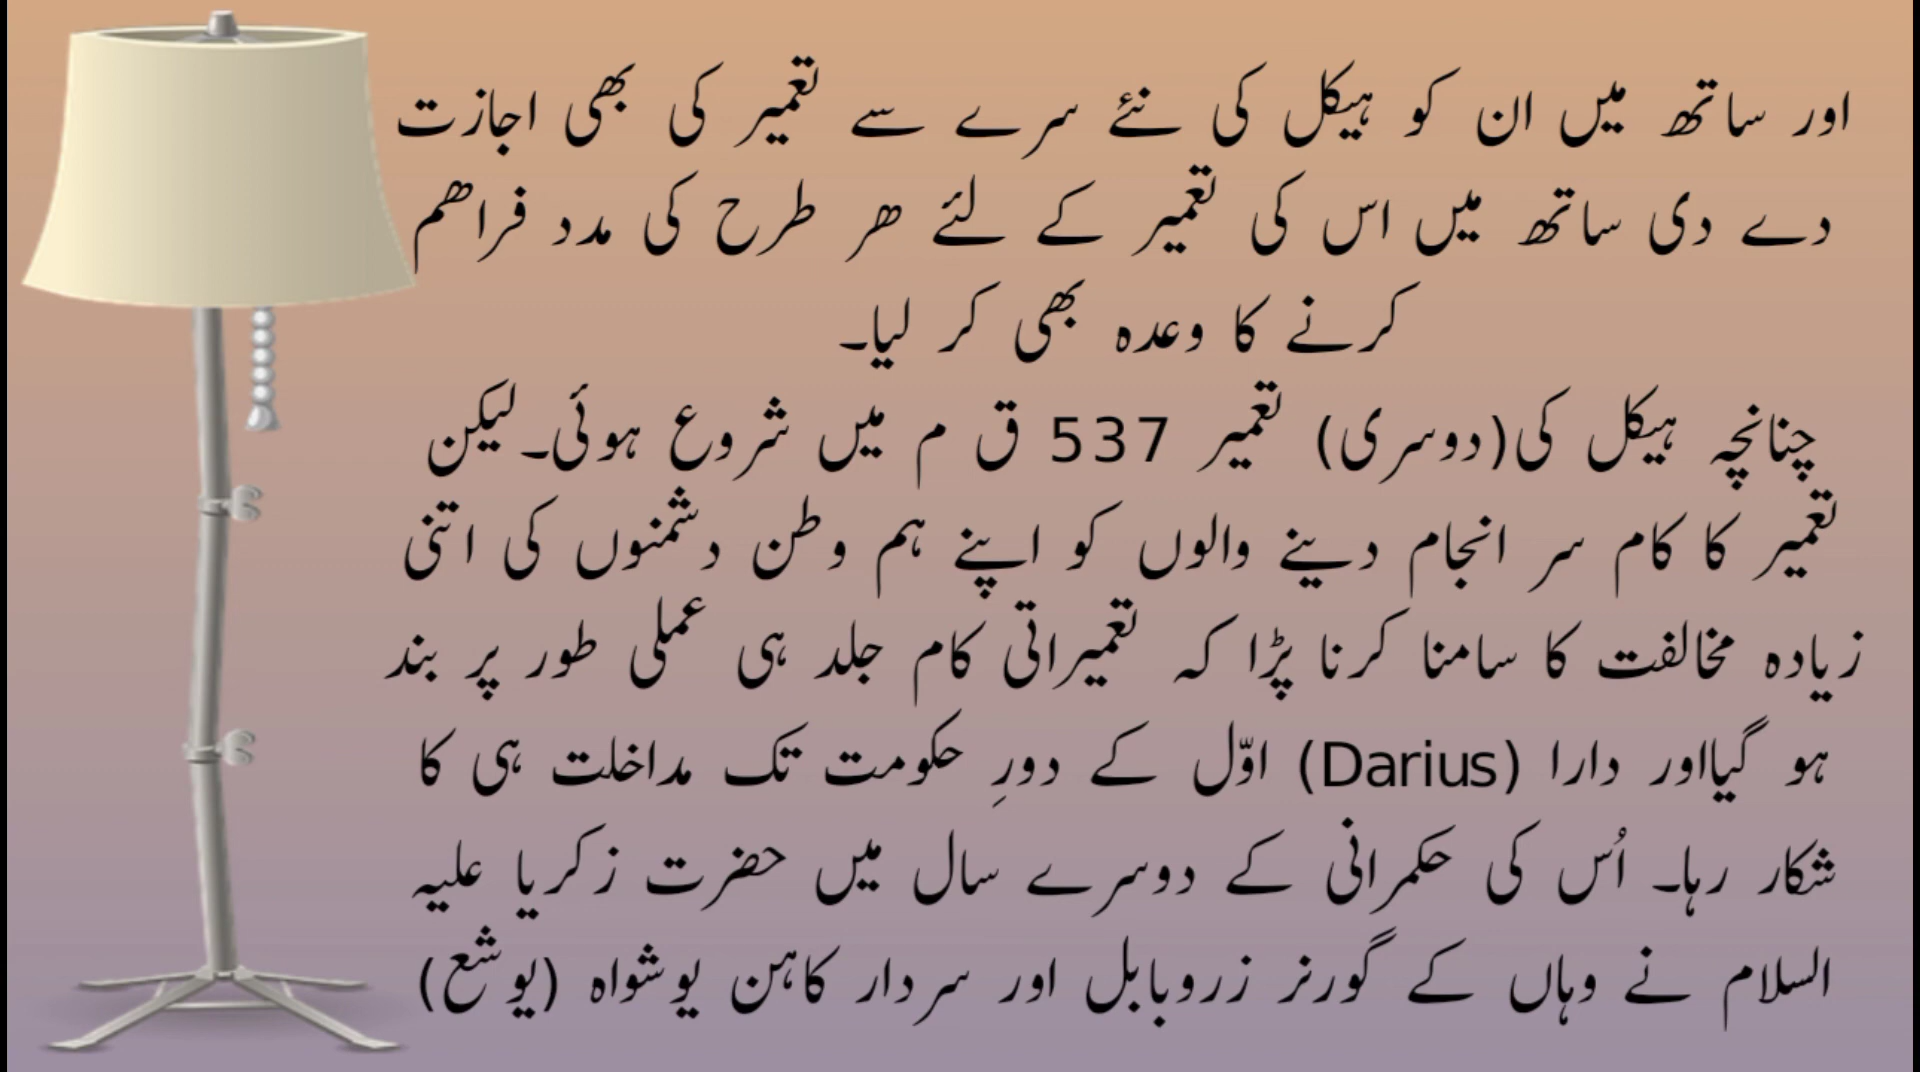 اور ساتھ میں ان کو ہیکل کی نئے سرے سے تعمیر کی بھی اجازت
دے دی ساتھ میں اس کی تعمیر کے لئے ھر طرح کی مدد فراھم
کرنے کا وعدہ بھی کر لیا۔
چنانچہ ہیکل کی(دوسری) تعمیر 537 ق م میں شروع ہوئی۔لیکن
تعمیر کا کام سر انجام دینے والوں کو اپنے ہم وطن دشمنوں کی اتنی
زیادہ مخالفت کا سامنا کرنا پڑا کہ تعمیراتی کام جلد ہی عملی طور پر بند
ہو گیااور دارا (Darius) اوّل کے دورِ حکومت تک مداخلت ہی کا
شکار رہا۔ اُس کی حکمرانی کے دوسرے سال میں حضرت زکریا علیہ
السلام نے وہاں کے گورنر زروبابل اور سردار کاہن یوشواہ (یوشع)